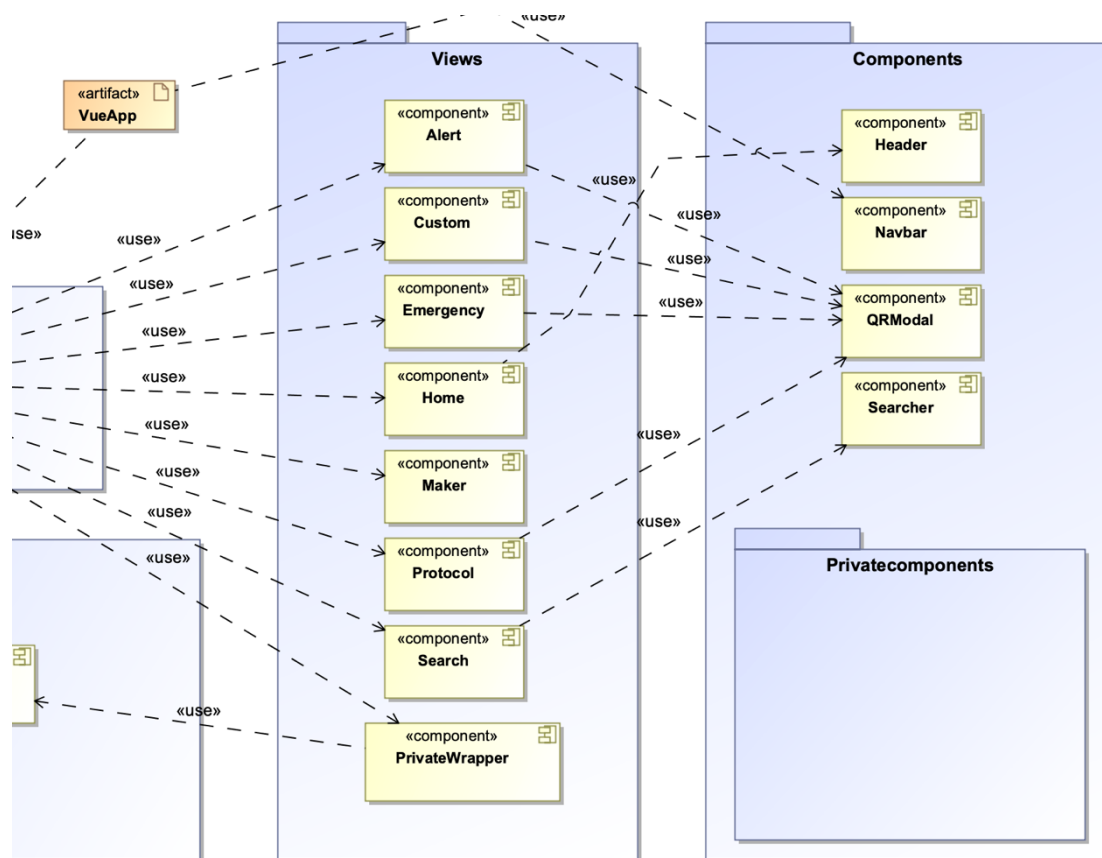 «use»
Views
Components
«artifact»
VueApp
«component»
Alert
«component»
Header
«use»
«use»
«component»
Custom
«component»
Navbar
«use»
«use»
«use»
«component»
Emergency
«component»
QRModal
«use»
«use»
«use»
«component»
Home
«component»
Searcher
«use»
«use»
«use»
«component»
Maker
«use»
«use»
«use»
«component»
Protocol
Privatecomponents
«use»
«component»
Search
«use»
«component»
PrivateWrapper